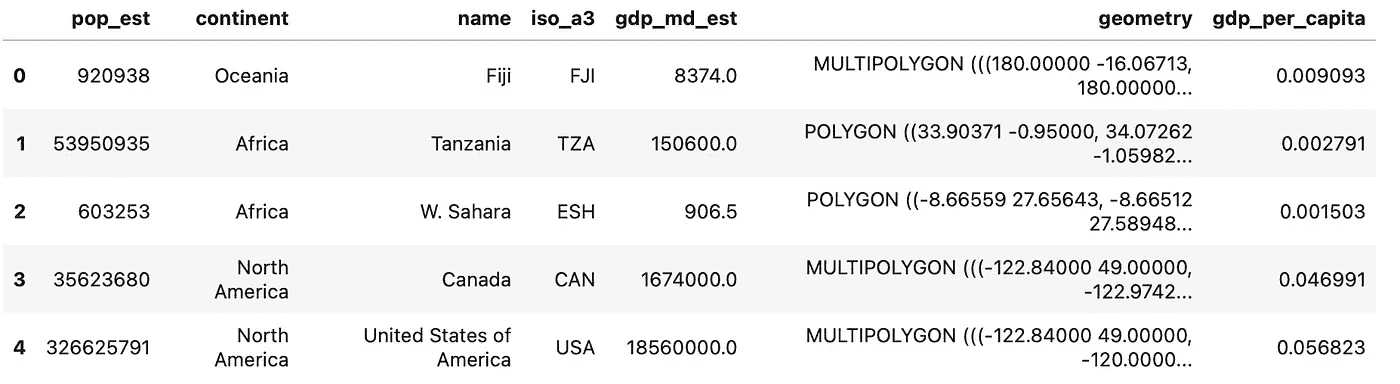 pop_est continent name iso_a3 gdp_md_est geometry gdp_per_capita
0 920938 Oceania Fiji FJI 8374.0 MULTIPOLYGON (((180.00000 -16.06713, 180.00000... 0.009093
1 53950935 Africa Tanzania TZA 150600.0 POLYGON ((33.90371 -0.95000, 34.07262 -1.05982... 0.002791
2 603253 Africa W. Sahara ESH 906.5 POLYGON ((-8.66559 27.65643, -8.66512 27.58948... 0.001503
3 35623680 North America Canada CAN 1674000.0 MULTIPOLYGON (((-122.84000 49.00000, -122.9742... 0.046991
4 326625791 North America United States of America USA 18560000.0 MULTIPOLYGON (((-122.84000 49.00000, -120.0000... 0.056823